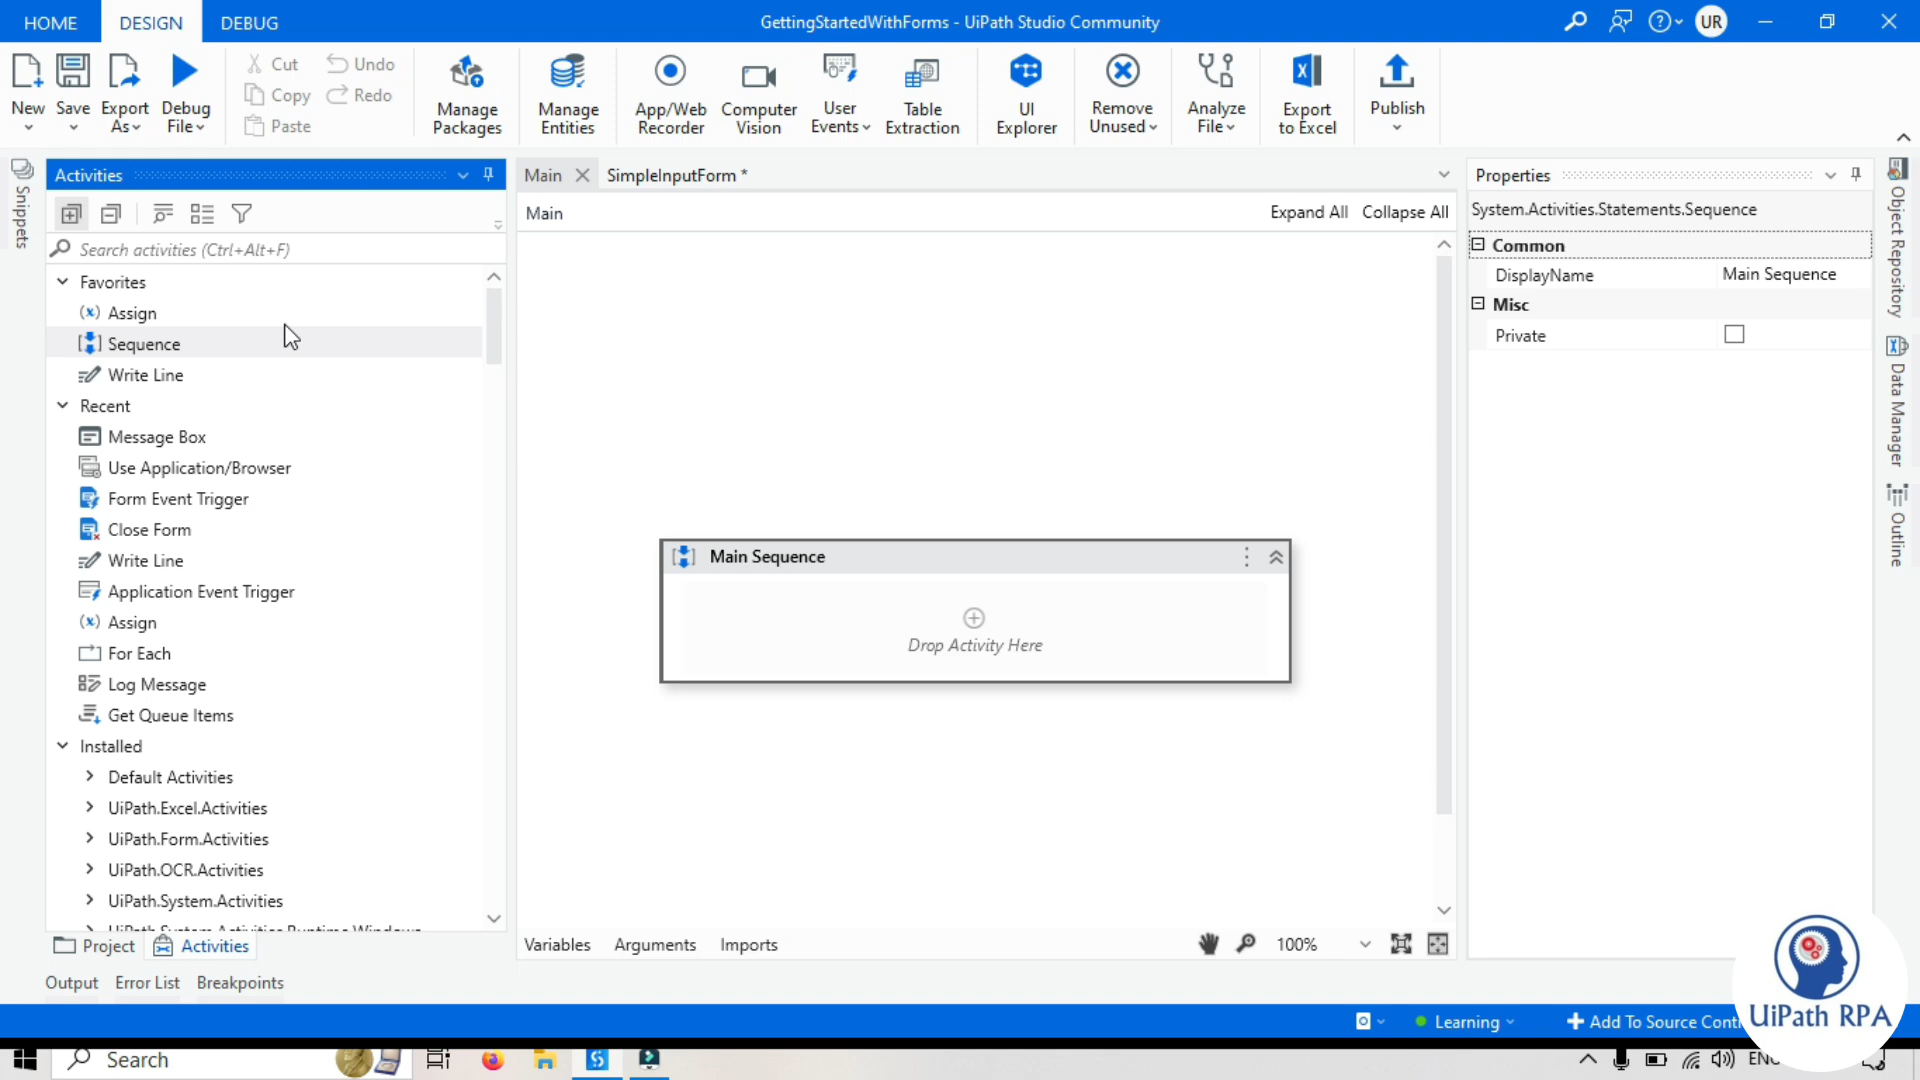 HOME
DESIGN
DEBUG
GettingStartedWithForms - UiPath Studio Community
UR
New
Save
Export As
Debug File
Cut
Copy
Paste
Undo
Redo
Manage Packages
Manage Entities
App/Web Recorder
Computer Vision
User Events
Table Extraction
UI Explorer
Remove Unused
Analyze File
Export to Excel
Publish
Snippets
Activities
Search activities (Ctrl+Alt+F)
Favorites
Assign
Sequence
Write Line
Recent
Message Box
Use Application/Browser
Form Event Trigger
Close Form
Write Line
Application Event Trigger
Assign
For Each
Log Message
Get Queue Items
Installed
Default Activities
UiPath.Excel.Activities
UiPath.Form.Activities
UiPath.OCR.Activities
UiPath.System.Activities
Project
Activities
Main
SimpleInputForm *
Main
Expand All
Collapse All
Main Sequence
Drop Activity Here
Variables
Arguments
Imports
100%
Properties
System.Activities.Statements.Sequence
Common
DisplayName
Main Sequence
Misc
Private
Object Repository
Data Manager
Outline
Output
Error List
Breakpoints
Learning
Add To Source
UiPath RPA
Search